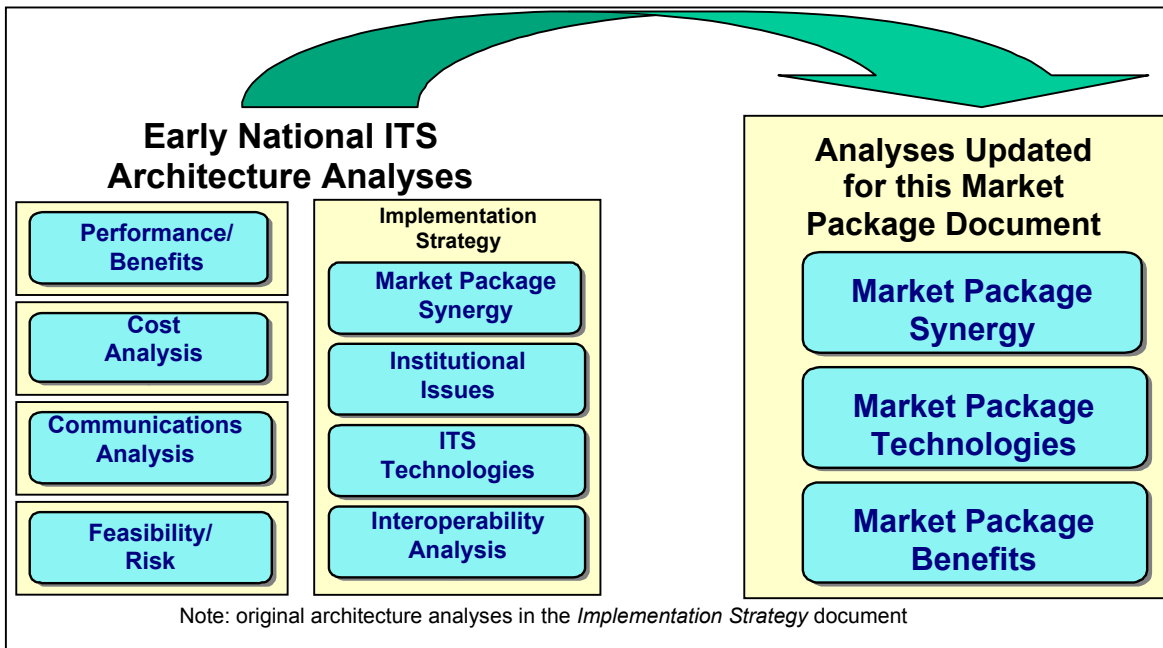 Early National ITS
Architecture Analyses
Performance/
Benefits
Cost
Analysis
Communications
Analysis
Feasibility/
Risk
Implementation
Strategy
Market Package
Synergy
Institutional
Issues
ITS
Technologies
Interoperability
Analysis
Analyses Updated
for this Market
Package Document
Market Package
Synergy
Market Package
Technologies
Market Package
Benefits
Note: original architecture analyses in the Implementation Strategy document